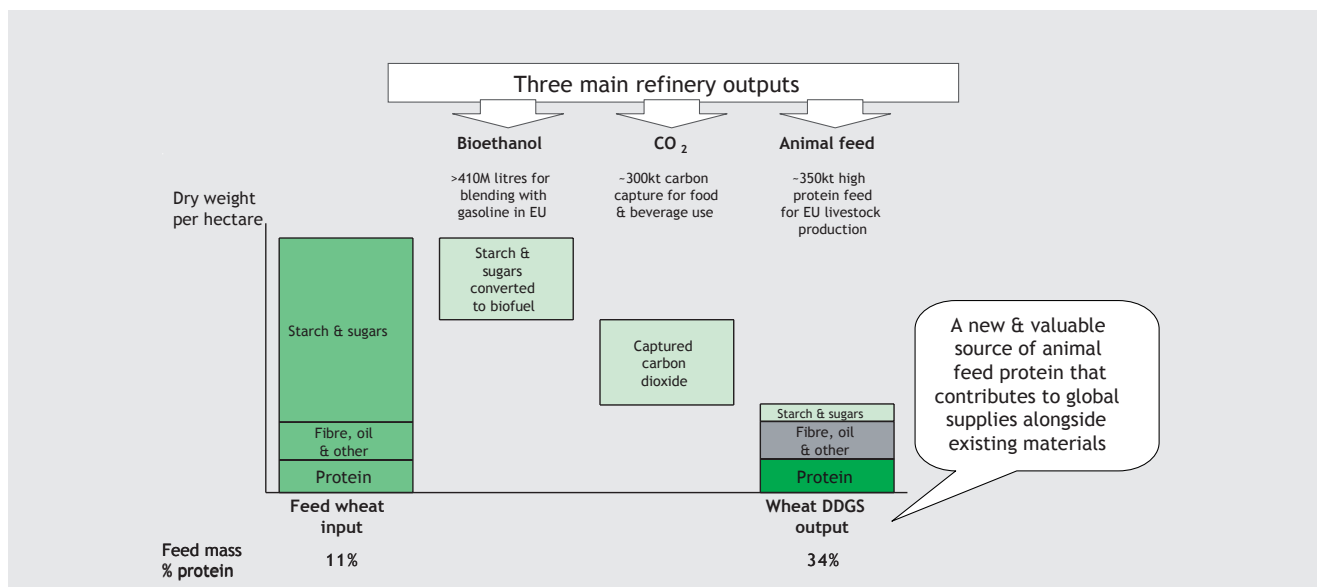 Three main refinery outputs
Bioethanol
>410M litres for
blending with
gasoline in EU
CO 2
~300kt carbon
capture for food
& beverage use
Animal feed
~350kt high
protein feed
for EU livestock
production
Dry weight
per hectare
Starch & sugars
Fibre, oil
& other
Protein
Starch &
sugars
converted
to biofuel
Captured
carbon
dioxide
Starch & sugars
Fibre, oil
& other
Protein
A new & valuable
source of animal
feed protein that
contributes to global
supplies alongside
existing materials
Feed wheat
input
Wheat DDGS
output
Feed mass
% protein
11%
34%